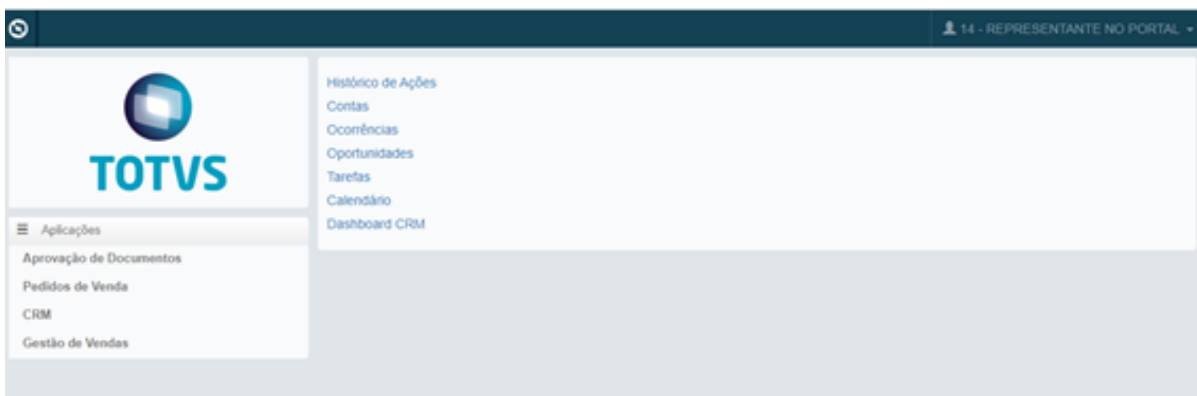 14 - REPRESENTANTE NO PORTAL
TOTVS
Aplicações
Aprovação de Documentos
Pedidos de Venda
CRM
Gestão de Vendas
Histórico de Ações
Contas
Ocorrências
Oportunidades
Tarefas
Calendário
Dashboard CRM